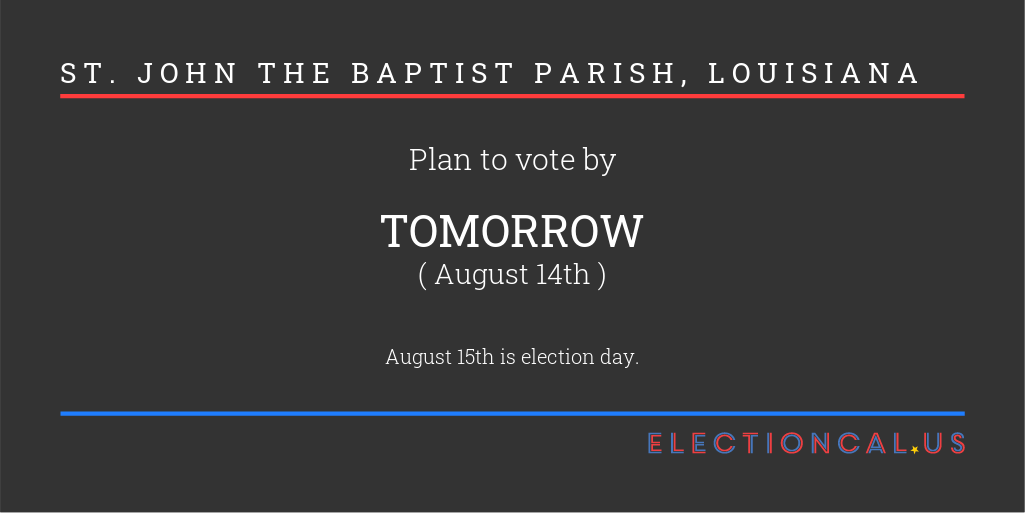 ST. JOHN THE BAPTIST PARISH, LOUISIANA
Plan to vote by
TOMORROW
( August 14th )
August 15th is election day.
ELECTIONCAL.US